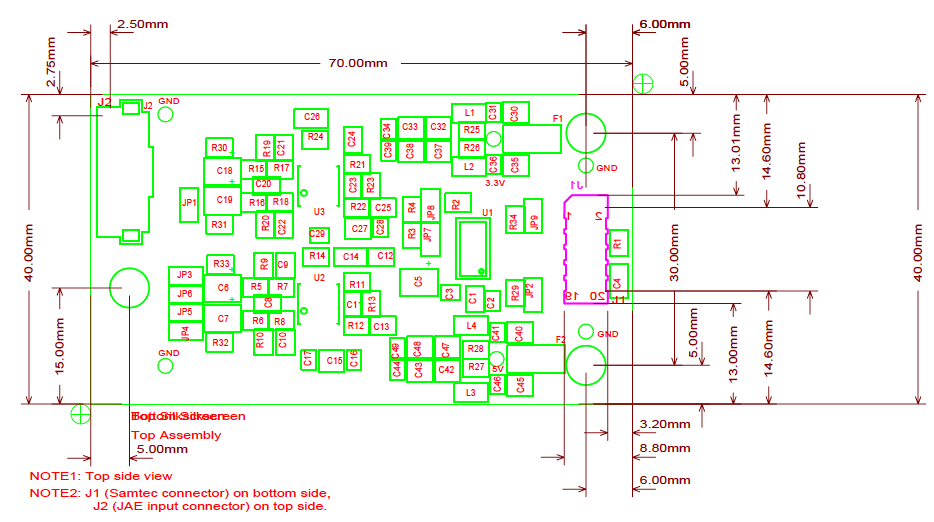 2.50mm
6.00mm
70.00mm
2.75mm
5.00mm
J2
J2
GND
C26
R24
R30
R19
C21
C24
C34
C33
C32
L1
C31
C30
F1
R25
R26
C39
C38
C37
L2
C36
C35
3.3V
GND
C18
R15
R17
R21
C20
C23
R23
C19
R16
R18
JP1
R22
C25
U3
R31
R20
C22
C27
C28
C29
R4
JP8
R2
R3
JP7
U1
R34
JP9
J1
1
2
R1
13.01mm
14.60mm
10.80mm
40.00mm
30.00mm
40.00mm
R33
R9
C9
R14
C14
C12
JP3
JP6
JP5
JP4
C6
R5
R7
U2
R11
C5
C3
C1
C2
R29
JP2
C4
C8
C11
R13
C7
R6
R8
R12
C13
20
19
J1
R32
R10
C10
L4
C41
C40
F2
GND
15.00mm
GND
C17
C15
C16
C49
C48
C47
R28
C44
C43
C42
R27
5V
C46
C45
L3
5.00mm
13.00mm
14.60mm
Top Assembly
5.00mm
3.20mm
8.80mm
6.00mm
NOTE1: Top side view
NOTE2: J1 (Samtec connector) on bottom side,
J2 (JAE input connector) on top side.